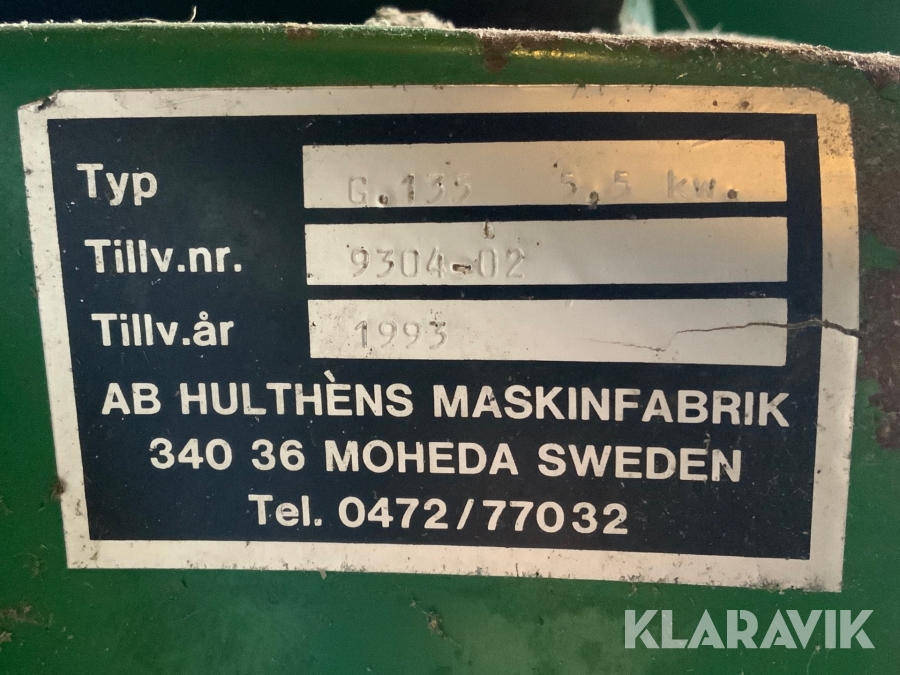 Typ G.135 5,5 kw.
Tillv.nr. 9304-02
Tillv.år 1993
AB HULTHÈNS MASKINFABRIK
340 36 MOHEDA SWEDEN
Tel. 0472/77032
KLARAVIK